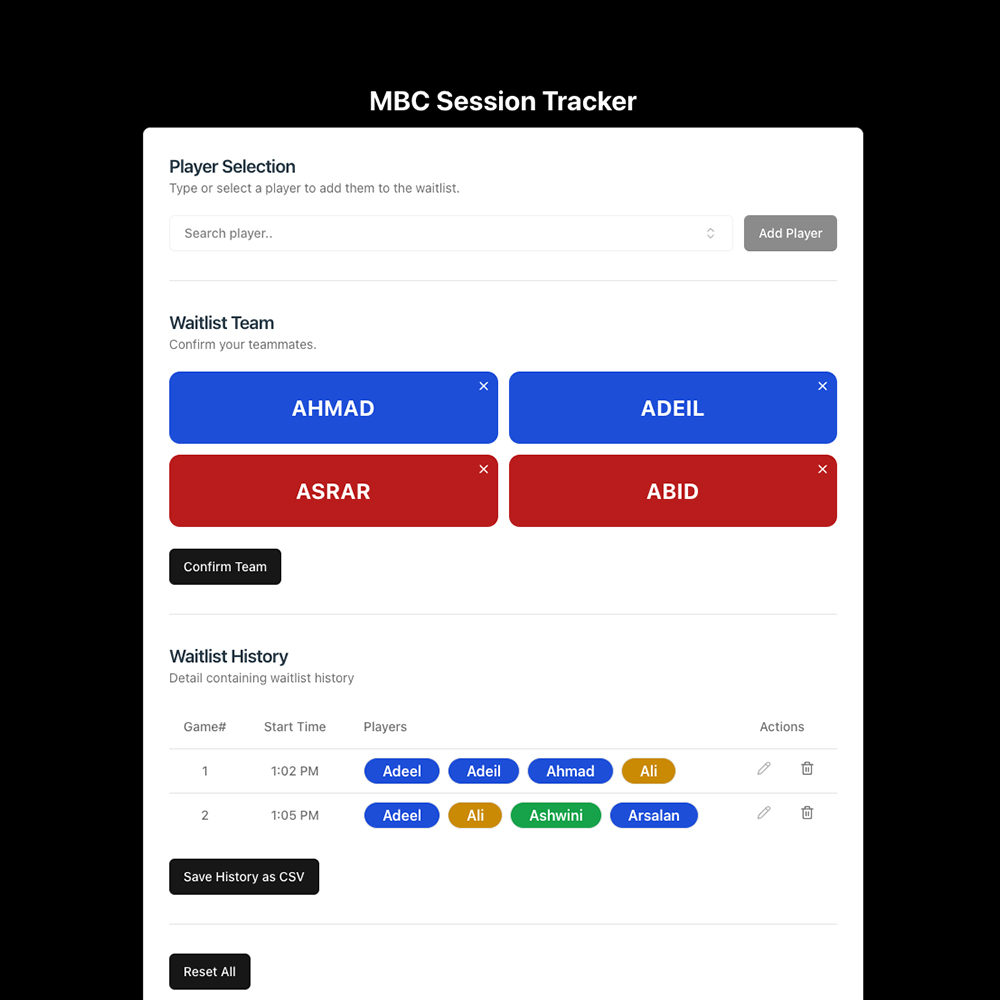 MBC Session Tracker
Player Selection
Type or select a player to add them to the waitlist.
Search player.. Add Player
Waitlist Team
Confirm your teammates.
AHMAD ADEIL
ASRAR ABID
Confirm Team
Waitlist History
Detail containing waitlist history
Game# Start Time Players Actions
1 1:02 PM Adeel Adeil Ahmad Ali
2 1:05 PM Adeel Ali Ashwini Arsalan
Save History as CSV
Reset All